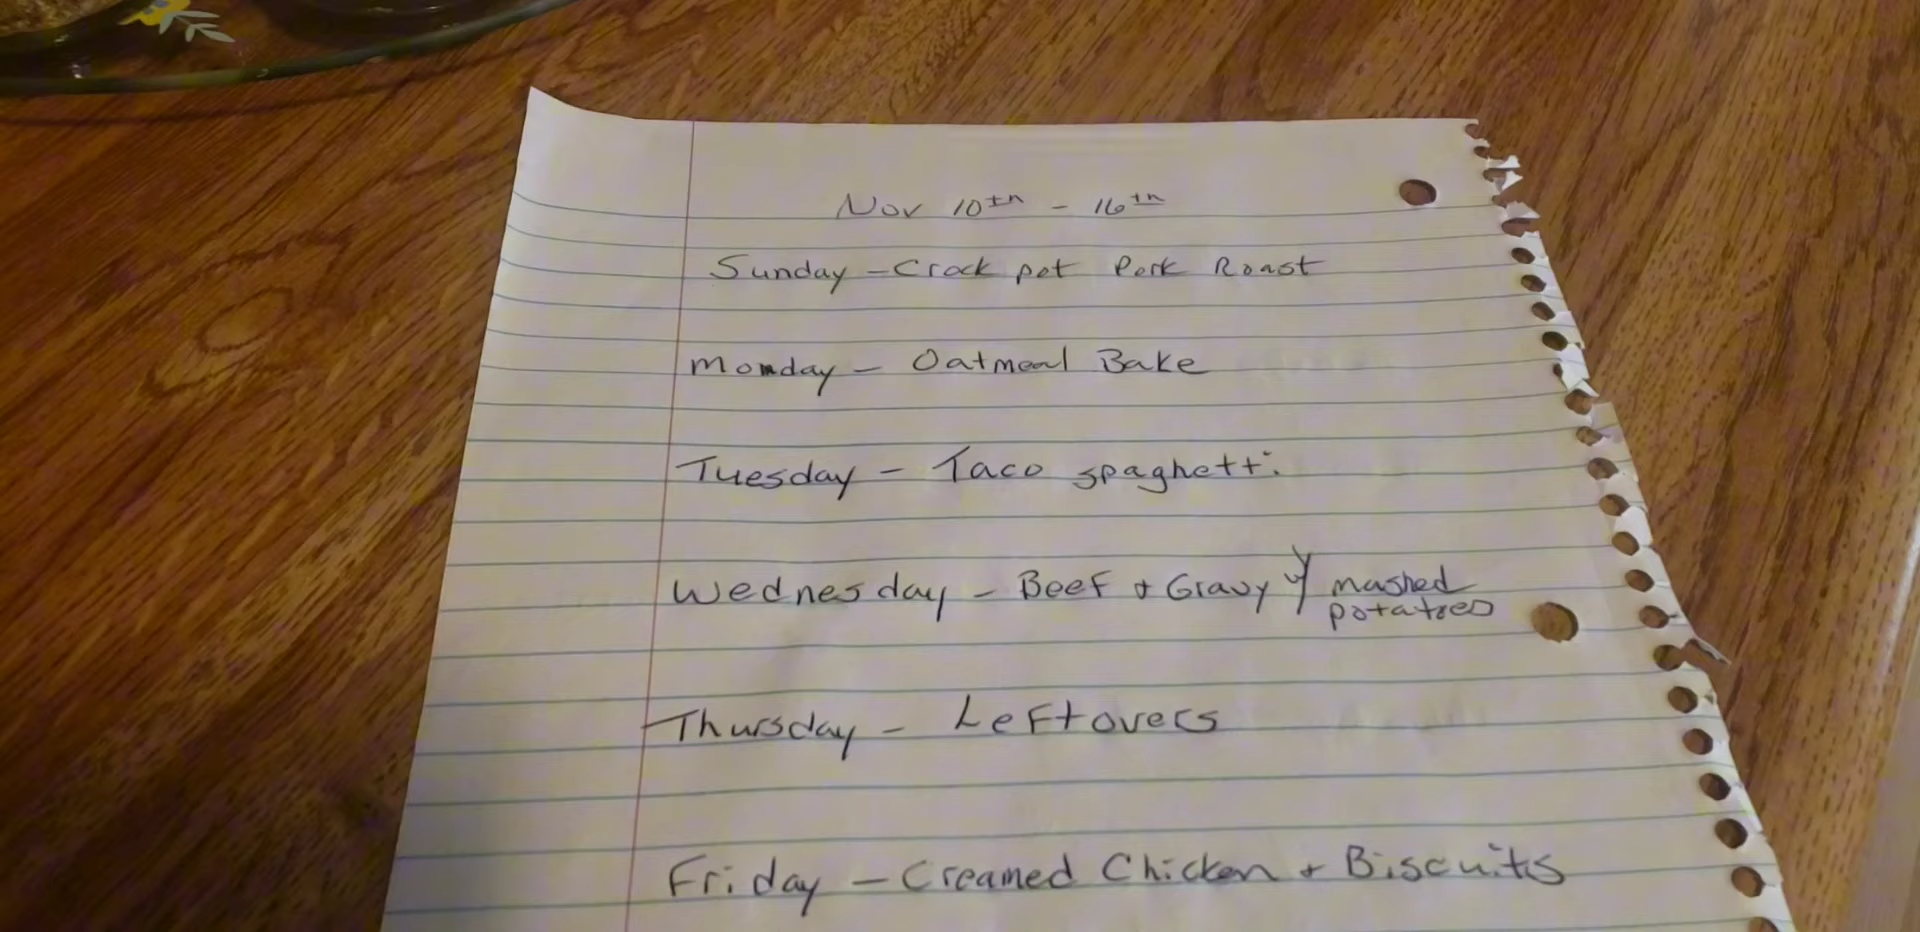 Nov 10th - 16th
Sunday - Crock pot Pork Roast
Monday - Oatmeal Bake
Tuesday - Taco spaghetti
Wednesday - Beef + Gravy w/ mashed
potatoes
Thursday - Leftovers
Friday - Creamed Chicken + Biscuits